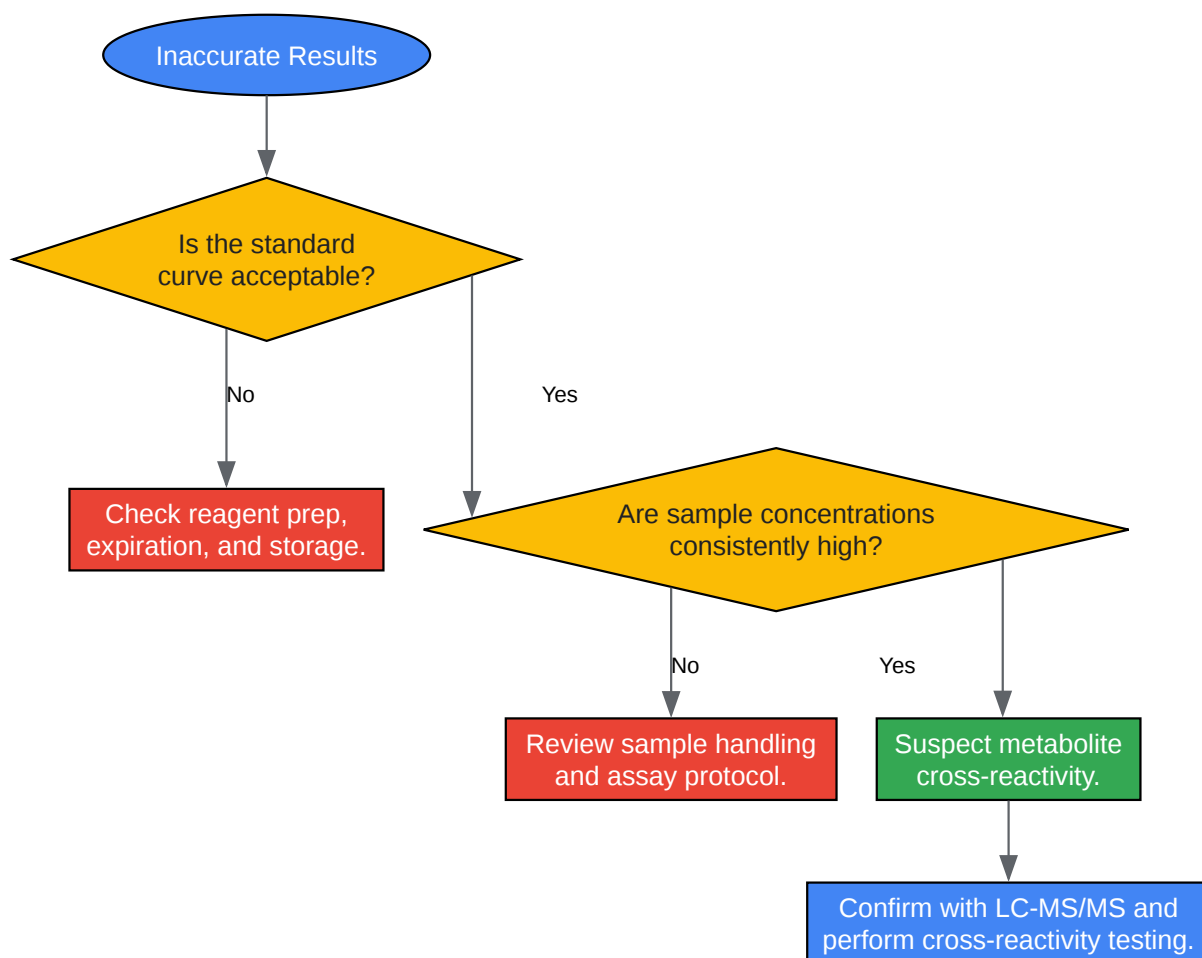 Inaccurate Results
Is the standard
curve acceptable?
No
Yes
Check reagent prep,
expiration, and storage.
Are sample concentrations
consistently high?
No
Yes
Review sample handling
and assay protocol.
Suspect metabolite
cross-reactivity.
Confirm with LC-MS/MS and
perform cross-reactivity testing.